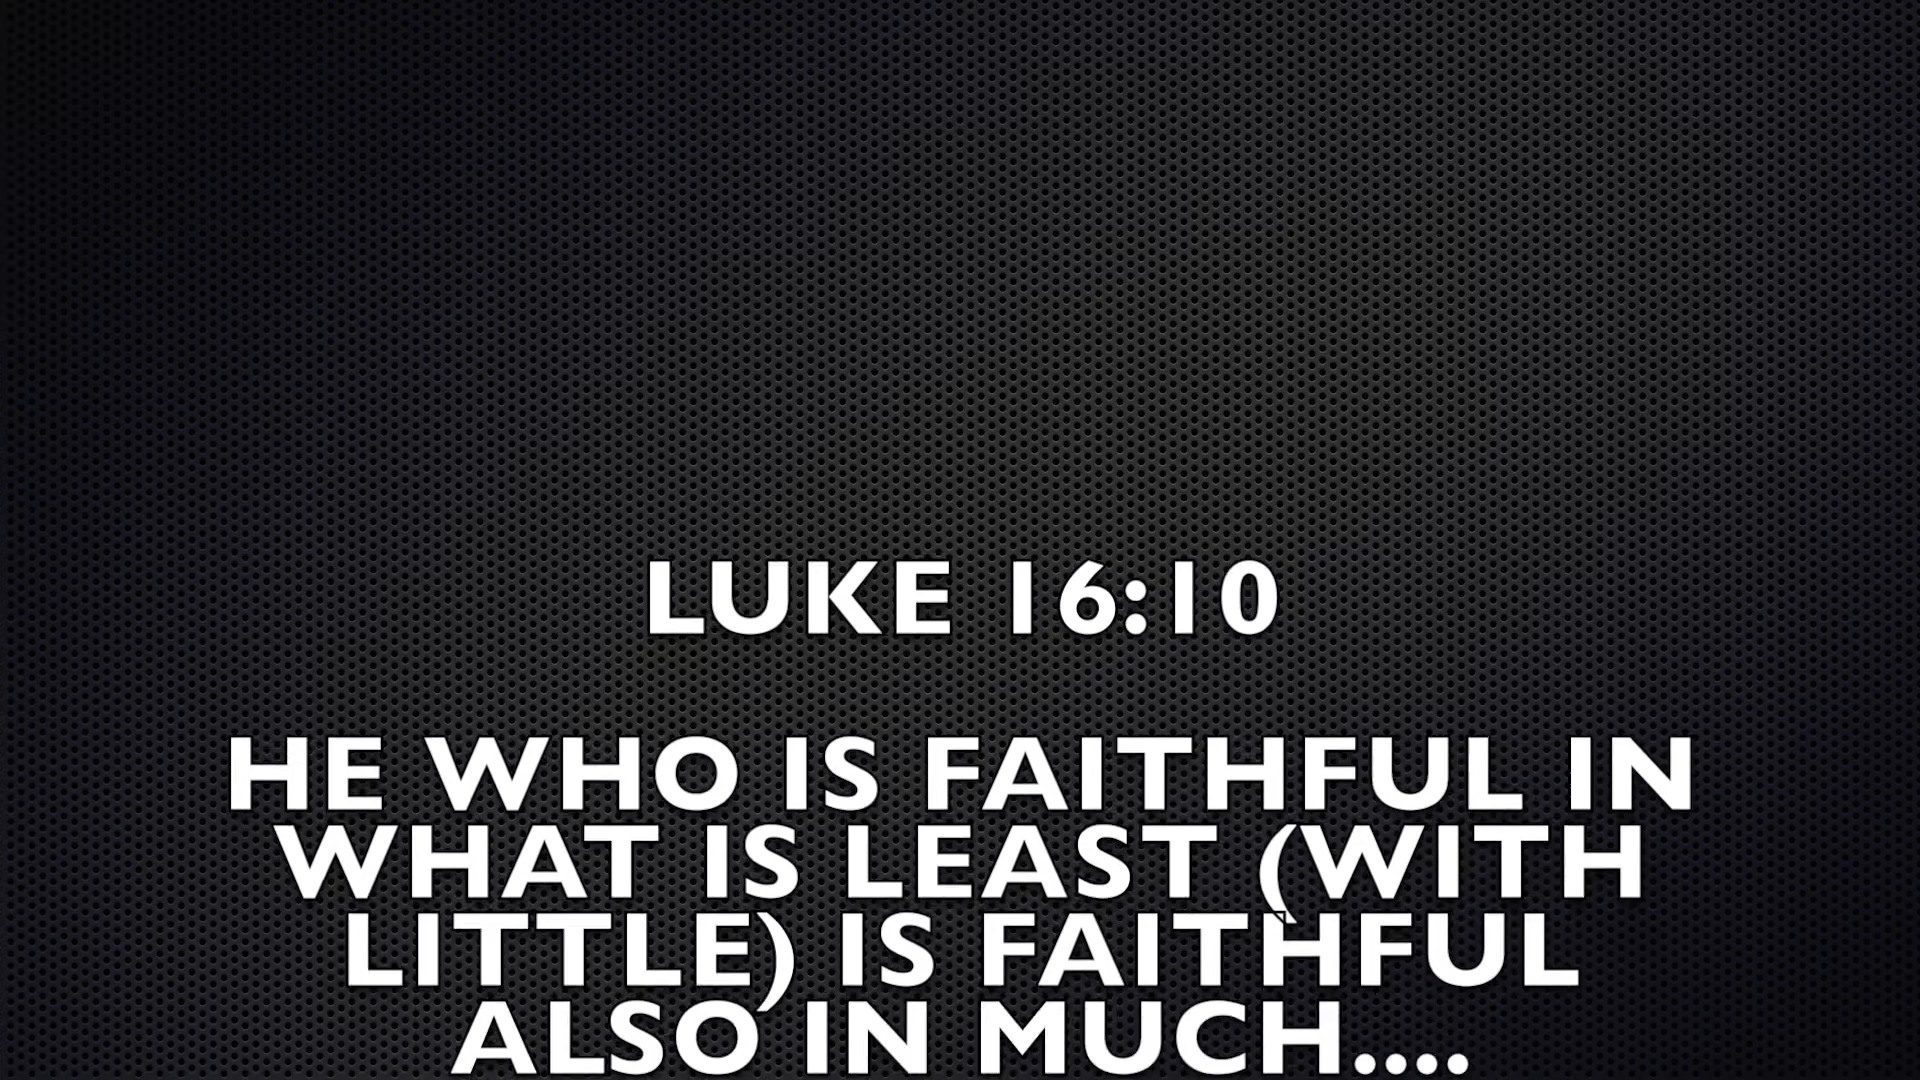 LUKE 16:10
HE WHO IS FAITHFUL IN
WHAT IS LEAST (WITH
LITTLE) IS FAITHFUL
ALSO IN MUCH....